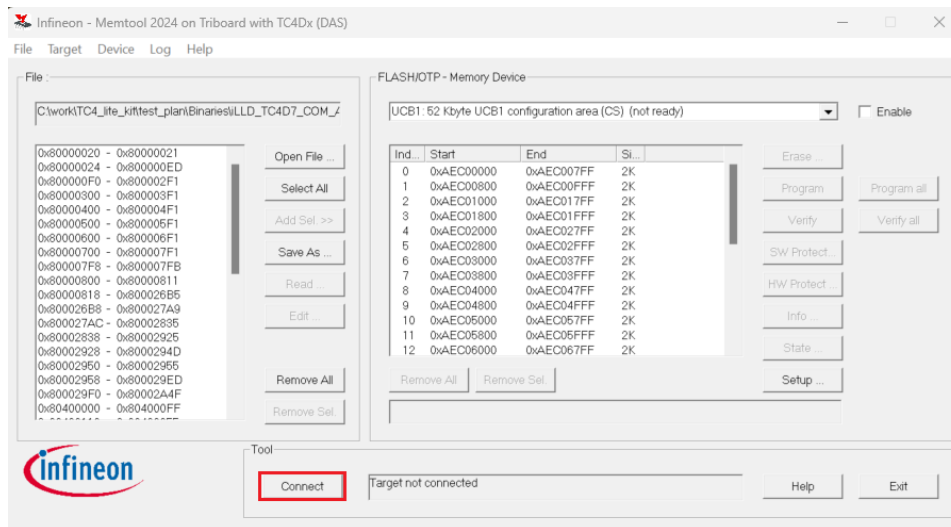 Infineon - Memtool 2024 on Triboard with TC4Dx (DAS)
File Target Device Log Help
File :
C:\work\TC4_lite_kit\test_plan\Binaries\iLLD_TC4D7_COM_
0x80000020 - 0x80000021
0x80000024 - 0x800000ED
0x800000F0 - 0x800002F1
0x80000300 - 0x800003F1
0x80000400 - 0x800004F1
0x80000500 - 0x800005F1
0x80000600 - 0x800006F1
0x80000700 - 0x800007F1
0x800007F8 - 0x800007FB
0x80000800 - 0x80000811
0x80000818 - 0x800026B5
0x800026B8 - 0x800027A9
0x800027AC - 0x80002835
0x80002838 - 0x80002925
0x80002928 - 0x8000294D
0x80002950 - 0x80002955
0x80002958 - 0x800029ED
0x800029F0 - 0x80002A4F
0x80400000 - 0x804000FF
Open File ...
Select All
Add Sel. >>
Save As ...
Read ...
Edit ...
Remove All
Remove Sel.
FLASH/OTP - Memory Device
UCB1: 52 Kbyte UCB1 configuration area (CS) (not ready)
Enable
Ind... Start End Si...
0 0xAEC00000 0xAEC007FF 2K
1 0xAEC00800 0xAEC00FFF 2K
2 0xAEC01000 0xAEC017FF 2K
3 0xAEC01800 0xAEC01FFF 2K
4 0xAEC02000 0xAEC027FF 2K
5 0xAEC02800 0xAEC02FFF 2K
6 0xAEC03000 0xAEC037FF 2K
7 0xAEC03800 0xAEC03FFF 2K
8 0xAEC04000 0xAEC047FF 2K
9 0xAEC04800 0xAEC04FFF 2K
10 0xAEC05000 0xAEC057FF 2K
11 0xAEC05800 0xAEC05FFF 2K
12 0xAEC06000 0xAEC067FF 2K
Remove All Remove Sel.
Erase ...
Program Program all
Verify Verify all
SW Protect...
HW Protect ...
Info ...
State ...
Setup ...
infineon
Tool
Connect
Target not connected
Help
Exit